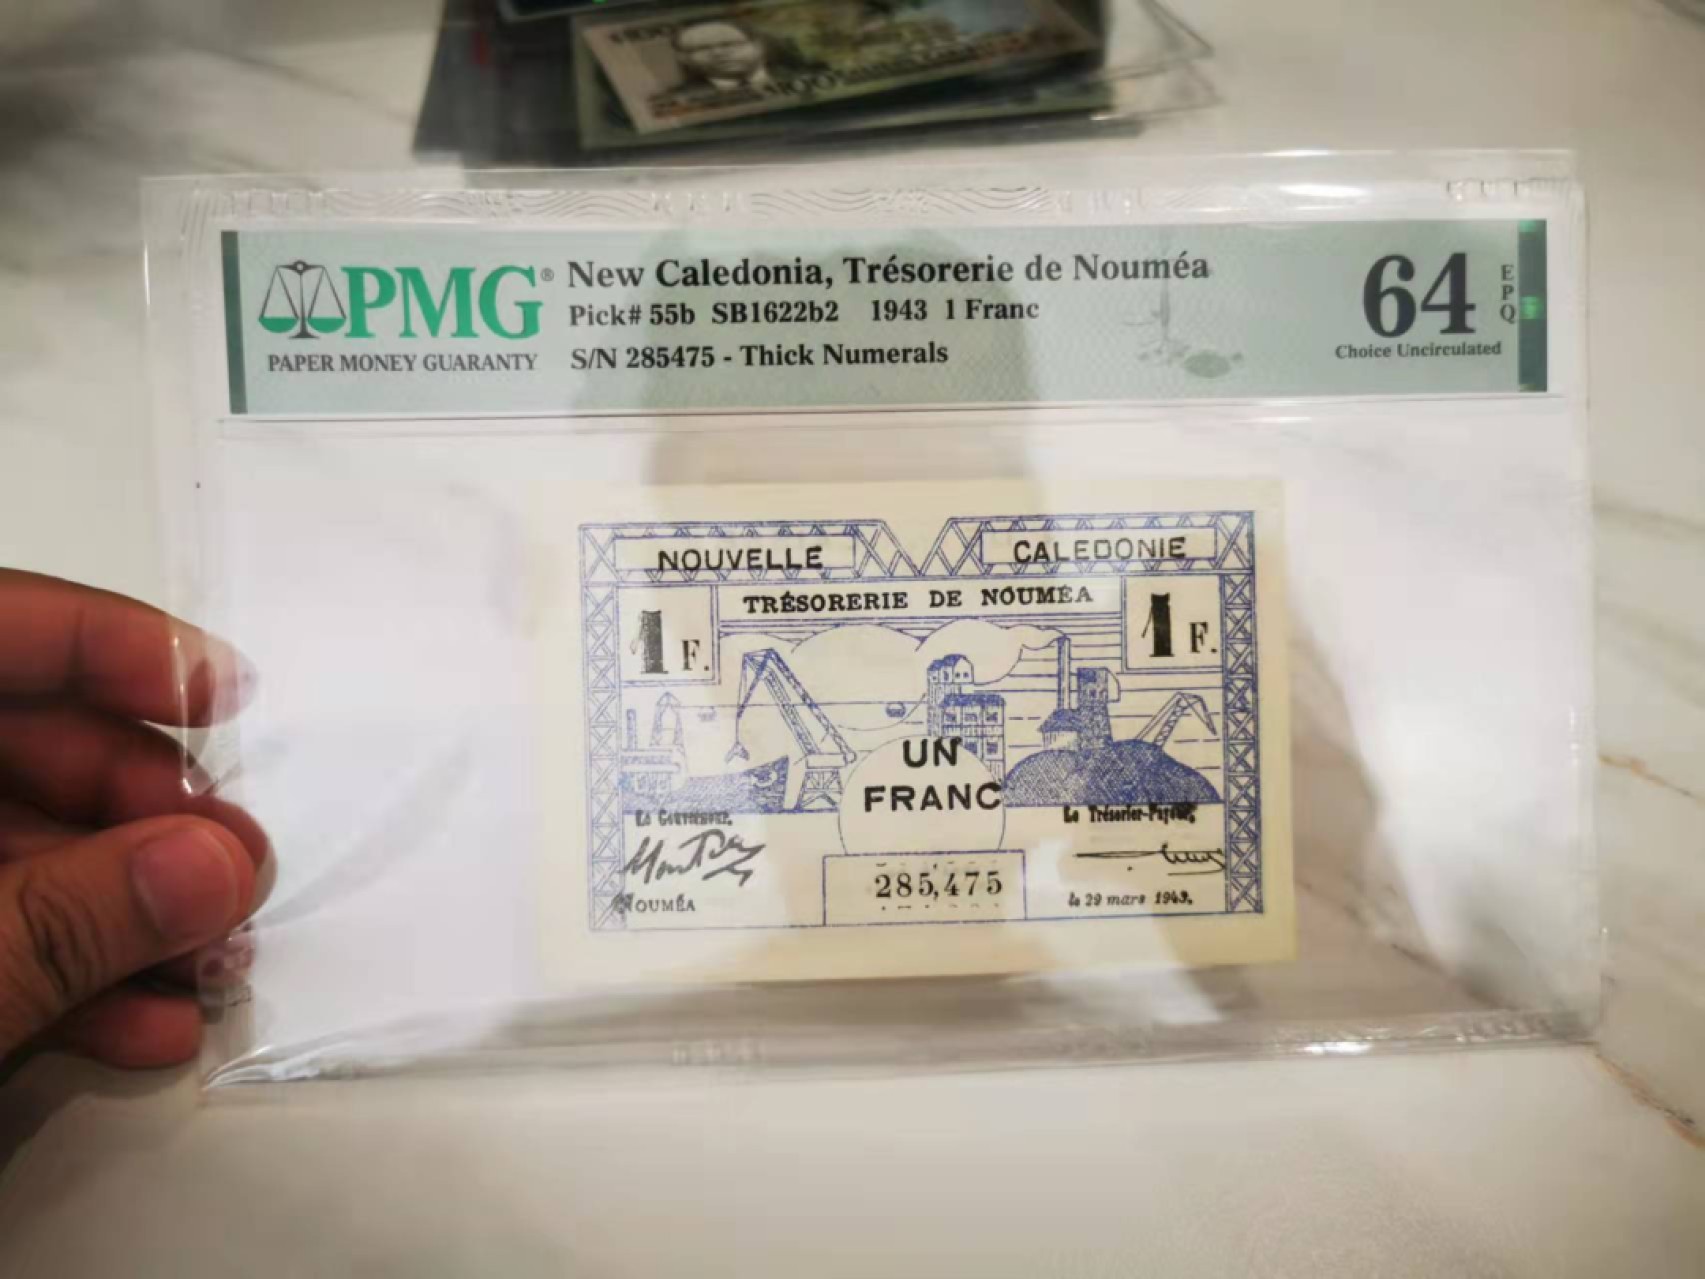 PMG®
PAPER MONEY GUARANTY
New Caledonia, Trésorerie de Nouméa
Pick# 55b SB1622b2 1943 1 Franc
S/N 285475 - Thick Numerals
64
EPQ
Choice Uncirculated
NOUVELLE CALEDONIE
TRÉSORERIE DE NOUMÉA
1 F.
1 F.
UN
FRANC
Le Trésorier-Payeur,
285,475
NOUMÉA
le 29 mars 1943.